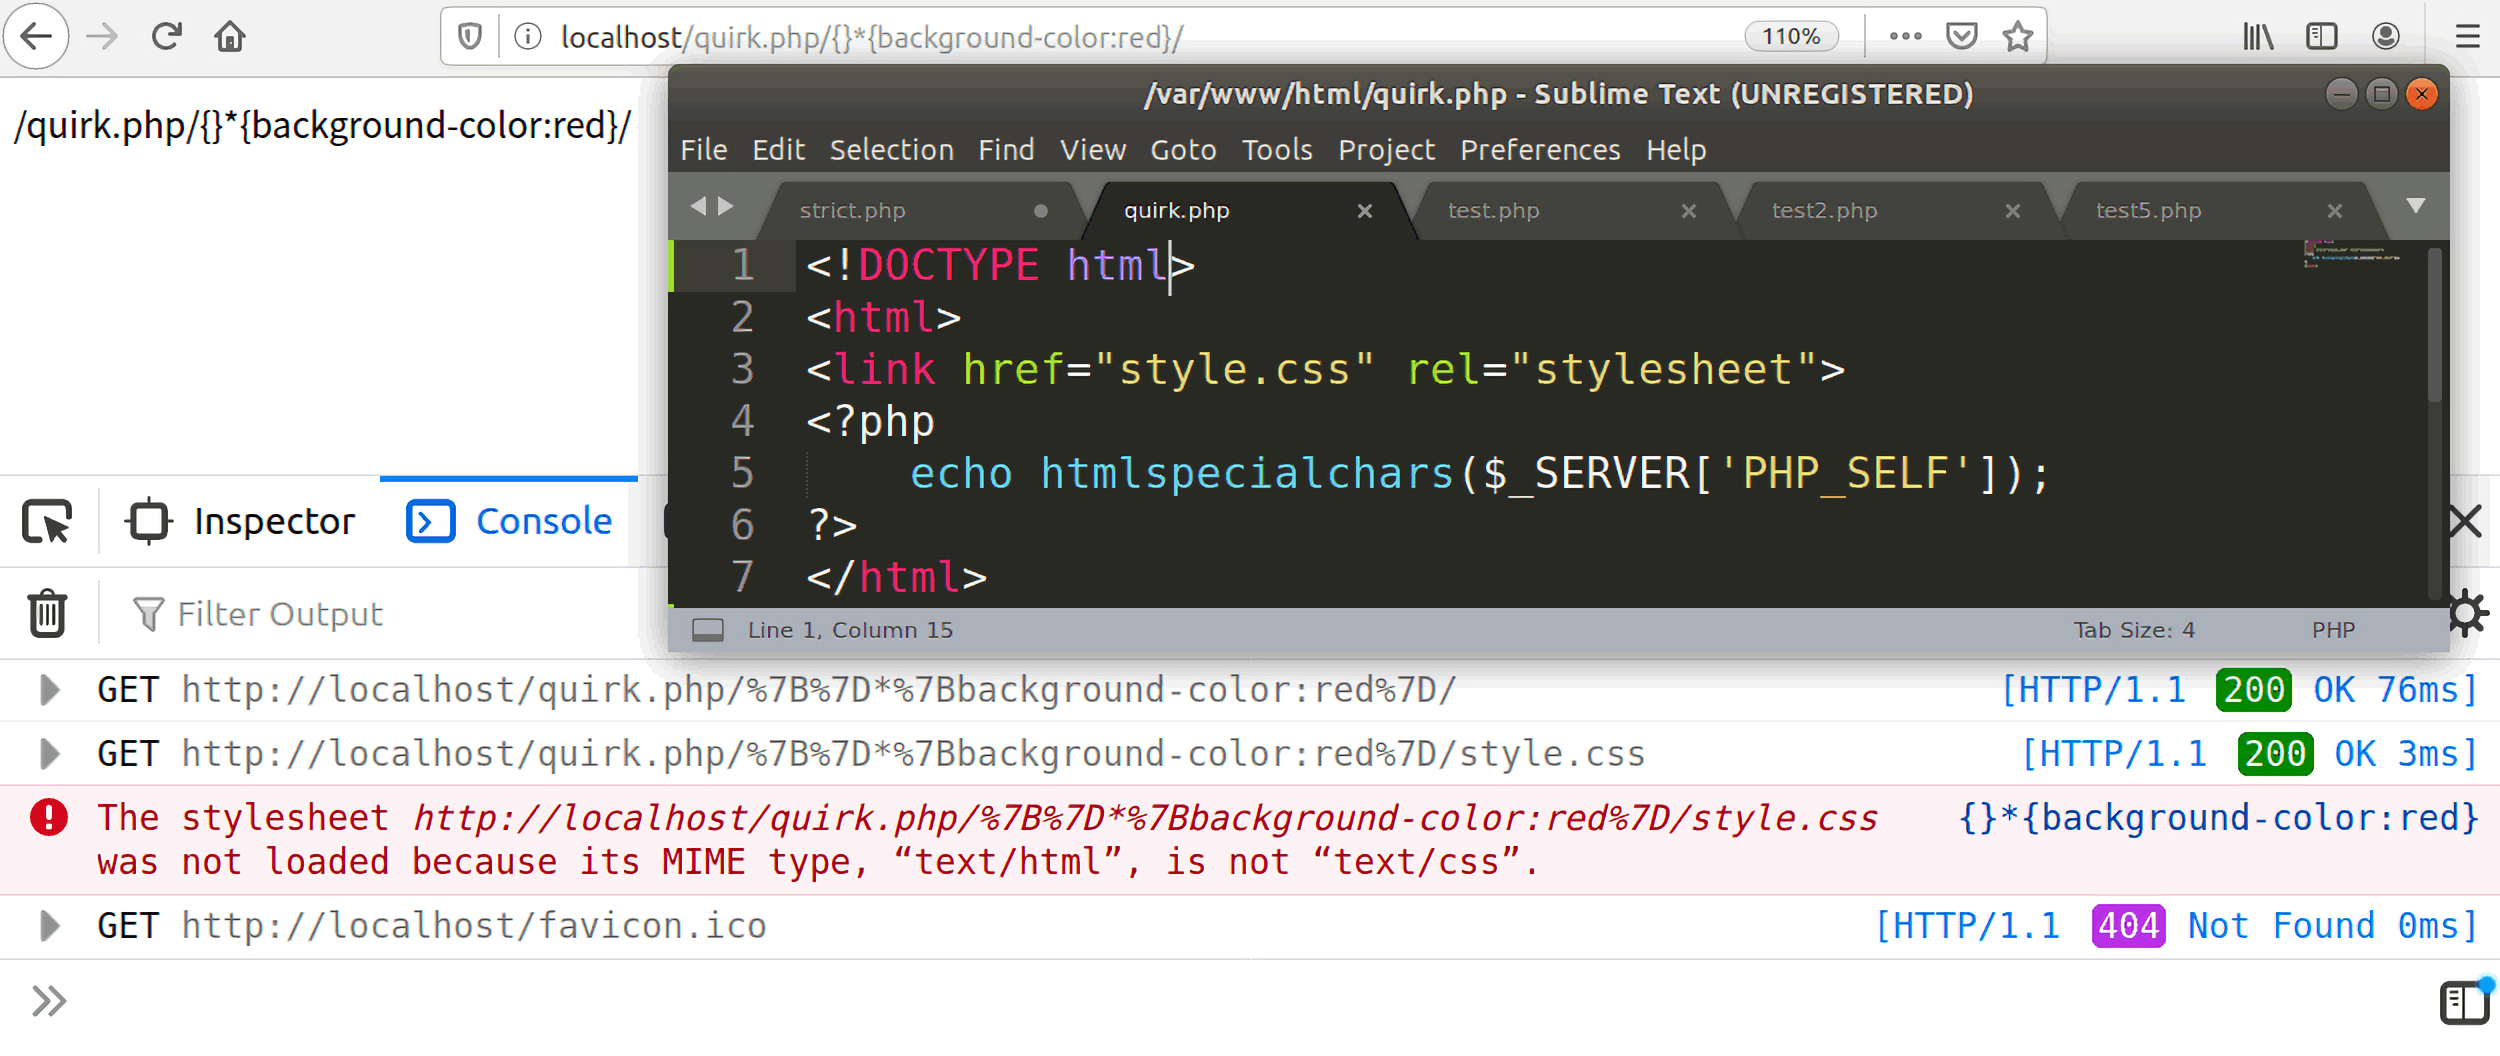 localhost/quirk.php/{}*{background-color:red}/
110%
/quirk.php/{}*{background-color:red}/
/var/www/html/quirk.php - Sublime Text (UNREGISTERED)
File Edit Selection Find View Goto Tools Project Preferences Help
strict.php quirk.php test.php test2.php test5.php
1 <!DOCTYPE html>
2 <html>
3 <link href="style.css" rel="stylesheet">
4 <?php
5 echo htmlspecialchars($_SERVER['PHP_SELF']);
6 ?>
7 </html>
Line 1, Column 15 Tab Size: 4 PHP
Inspector Console
Filter Output
GET http://localhost/quirk.php/%7B%7D*%7Bbackground-color:red%7D/ [HTTP/1.1 200 OK 76ms]
GET http://localhost/quirk.php/%7B%7D*%7Bbackground-color:red%7D/style.css [HTTP/1.1 200 OK 3ms]
The stylesheet http://localhost/quirk.php/%7B%7D*%7Bbackground-color:red%7D/style.css {}*{background-color:red}
was not loaded because its MIME type, “text/html”, is not “text/css”.
GET http://localhost/favicon.ico [HTTP/1.1 404 Not Found 0ms]